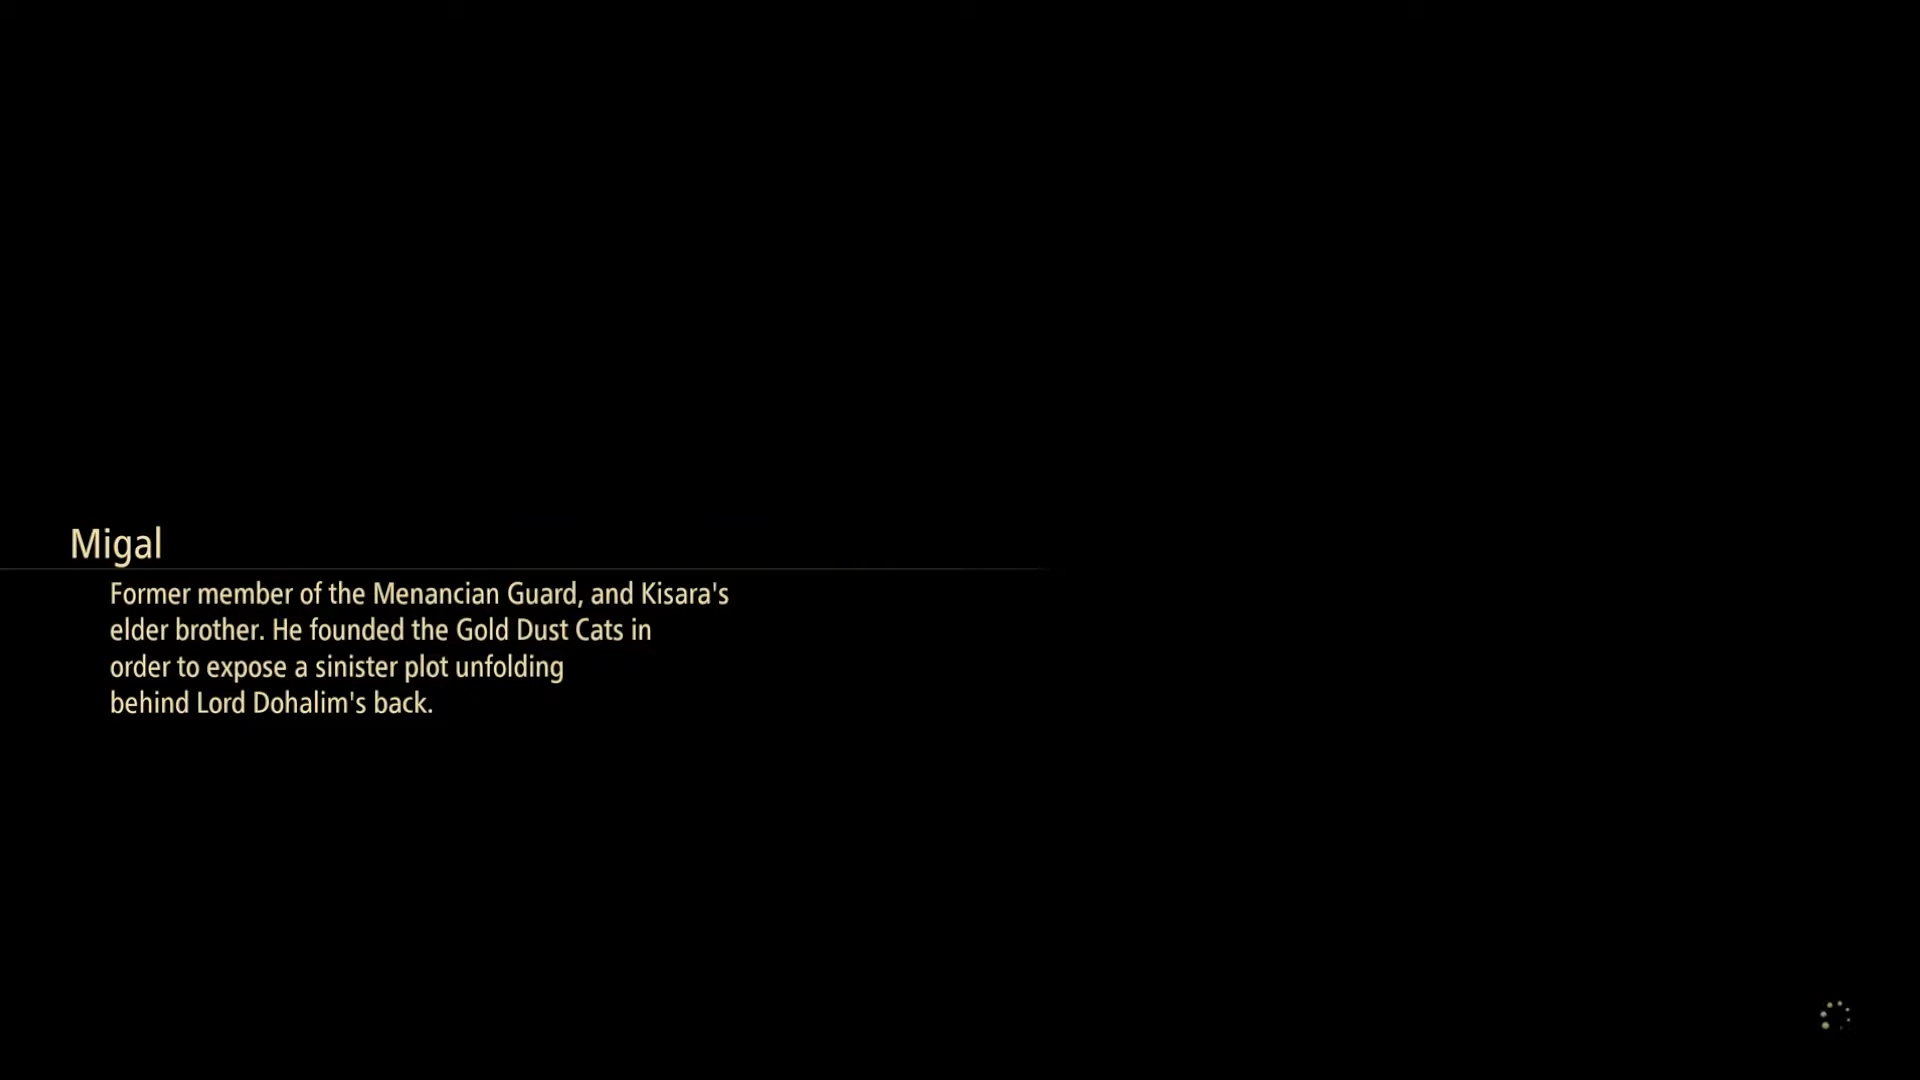 Migal
Former member of the Menancian Guard, and Kisara's
elder brother. He founded the Gold Dust Cats in
order to expose a sinister plot unfolding
behind Lord Dohalim's back.